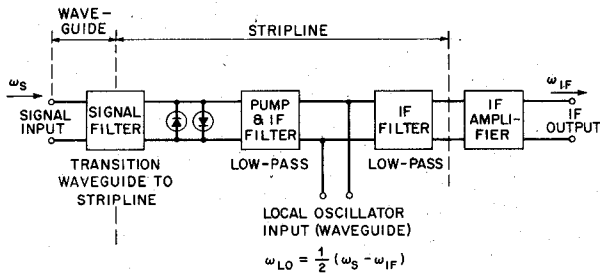 WAVE-
GUIDE
STRIPLINE
ωS
SIGNAL
INPUT
SIGNAL
FILTER
TRANSITION
WAVEGUIDE TO
STRIPLINE
PUMP
& IF
FILTER
LOW-PASS
LOCAL OSCILLATOR
INPUT (WAVEGUIDE)
ωLO = 1/2 (ωS - ωIF)
IF
FILTER
LOW-PASS
IF
AMPLI-
FIER
ωIF
IF
OUTPUT